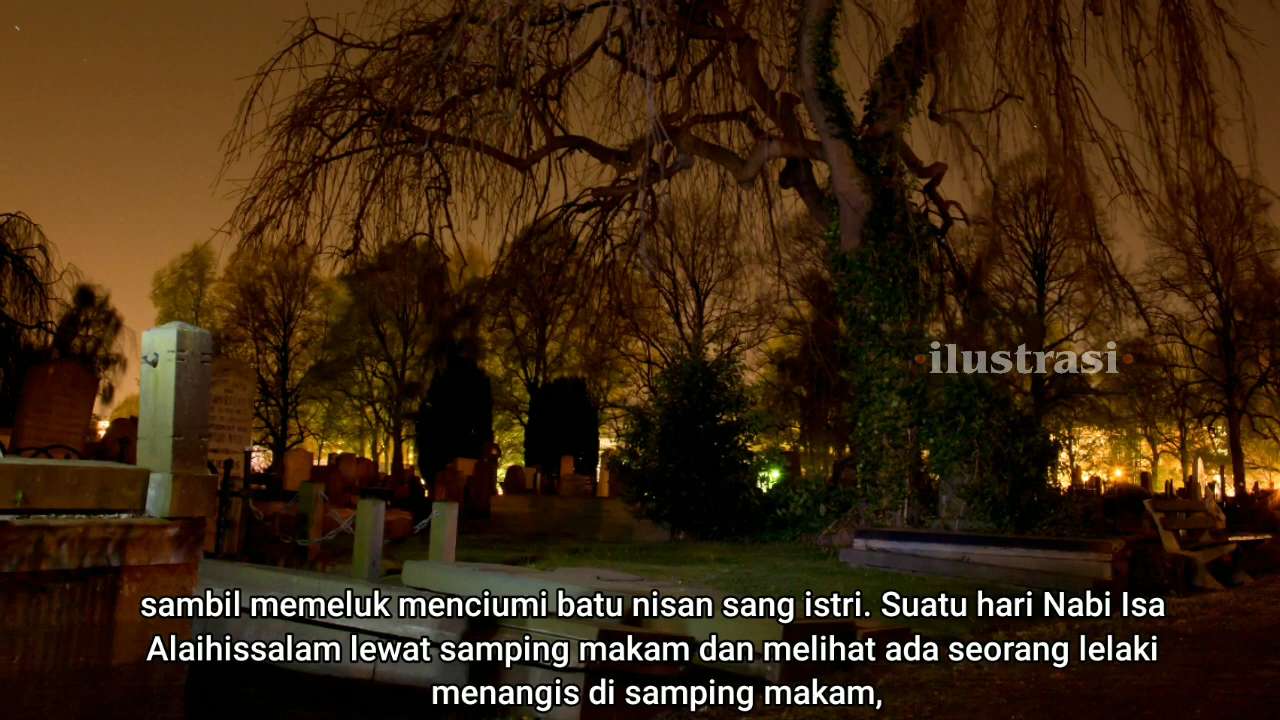 ilustrasi
sambil memeluk menciumi batu nisan sang istri. Suatu hari Nabi Isa
Alaihissalam lewat samping makam dan melihat ada seorang lelaki
menangis di samping makam,